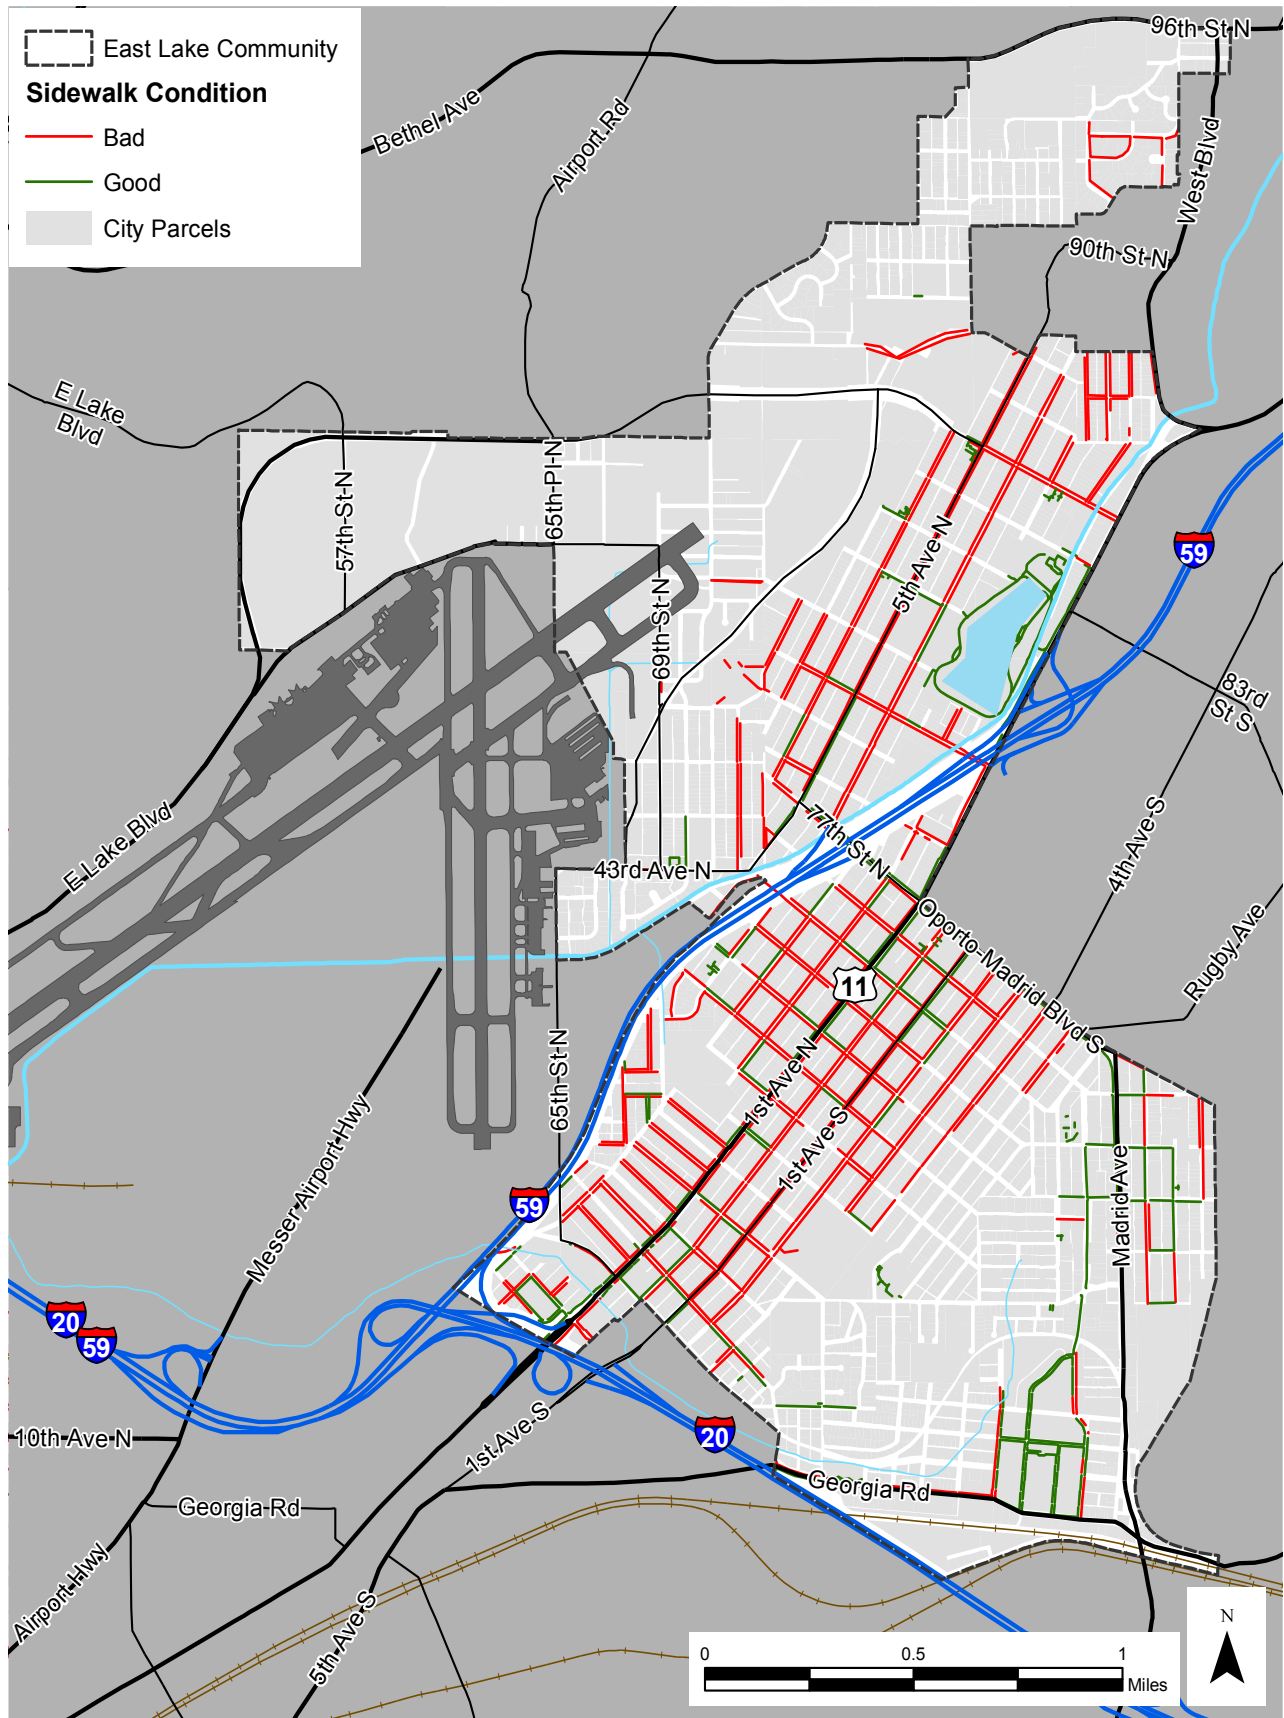 East Lake Community
Sidewalk Condition
Bad
Good
City Parcels
96th St N
Bethel Ave
Airport Rd
West Blvd
90th St N
E Lake
Blvd
57th St N
65th Pl N
5th Ave N
59
69th St N
83rd
St S
E Lake Blvd
77th St N
4th Ave S
43rd Ave N
Oporto-Madrid Blvd S
Rugby Ave
11
65th St N
1st Ave N
1st Ave S
Messer Airport Hwy
Madrid Ave
59
20
59
20
10th Ave N
1st Ave S
Georgia Rd
Georgia Rd
Airport Hwy
5th Ave S
N
0
0.5
1
Miles